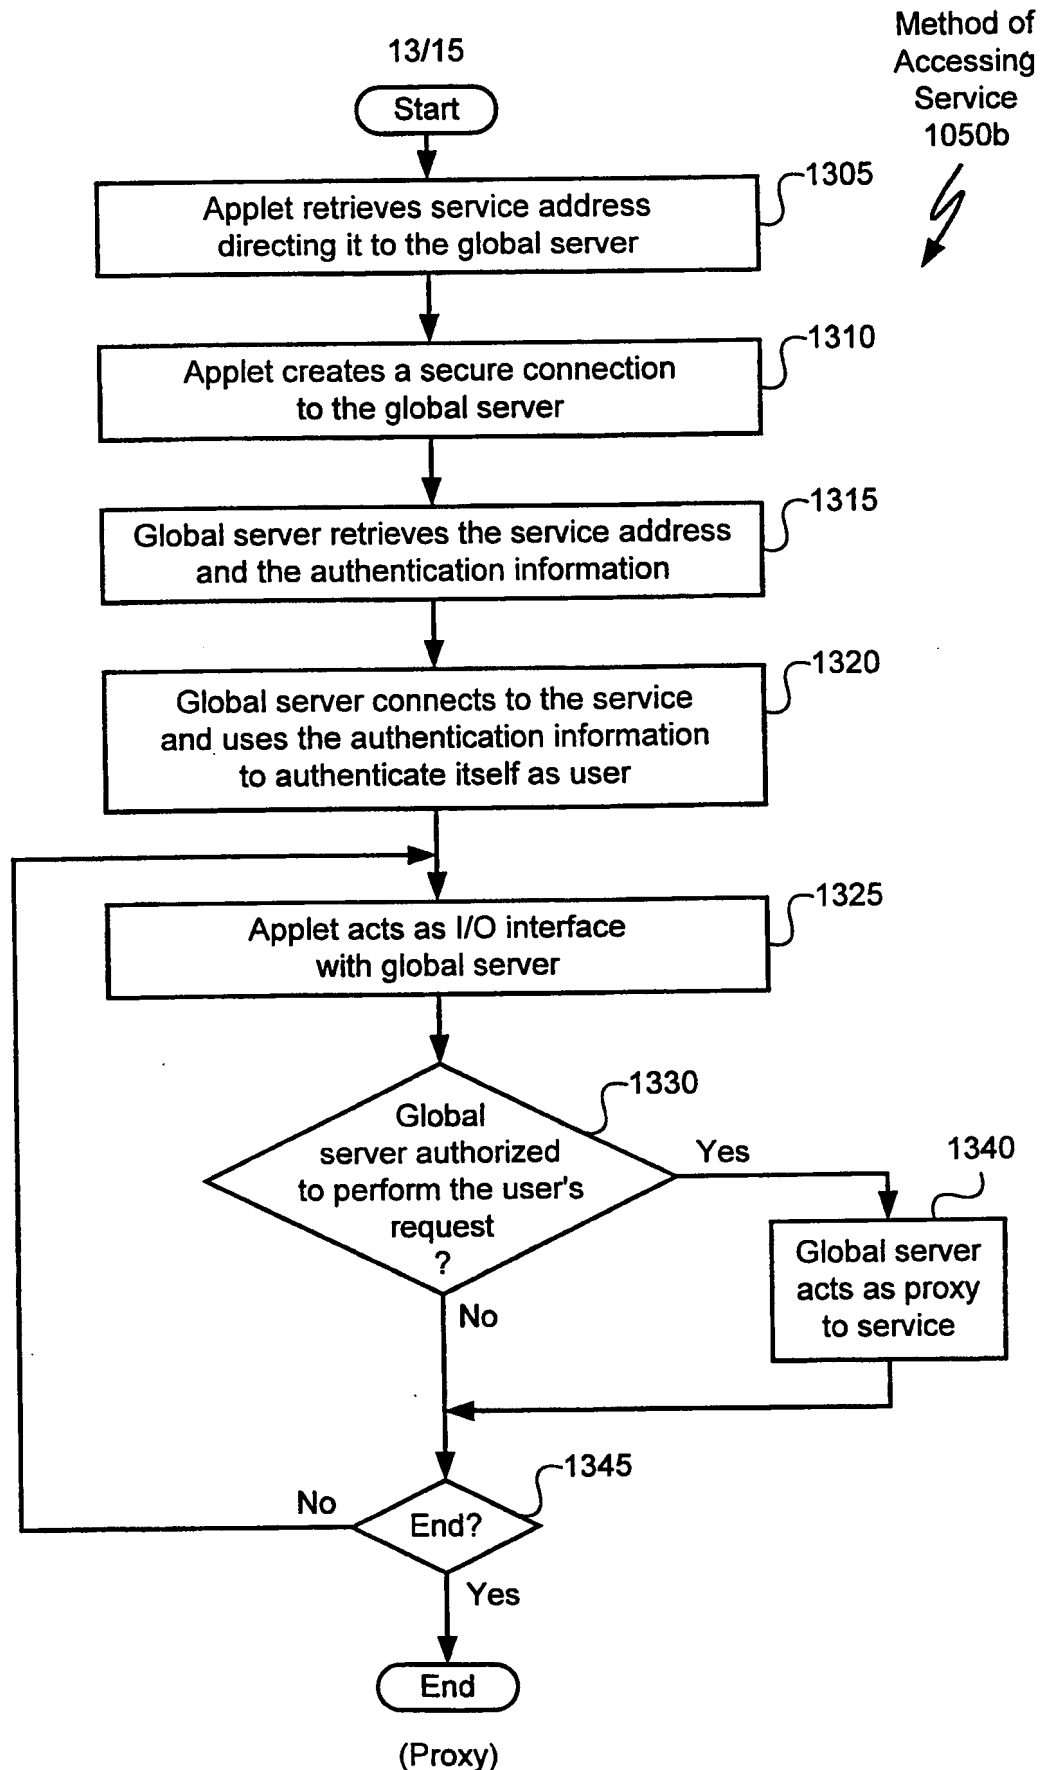 13/15
Method of
Accessing
Service
1050b
Start
1305
Applet retrieves service address
directing it to the global server
1310
Applet creates a secure connection
to the global server
1315
Global server retrieves the service address
and the authentication information
1320
Global server connects to the service
and uses the authentication information
to authenticate itself as user
1325
Applet acts as I/O interface
with global server
1330
Global
server authorized
to perform the user's
request
?
Yes
1340
Global server
acts as proxy
to service
No
1345
No
End?
Yes
End
(Proxy)